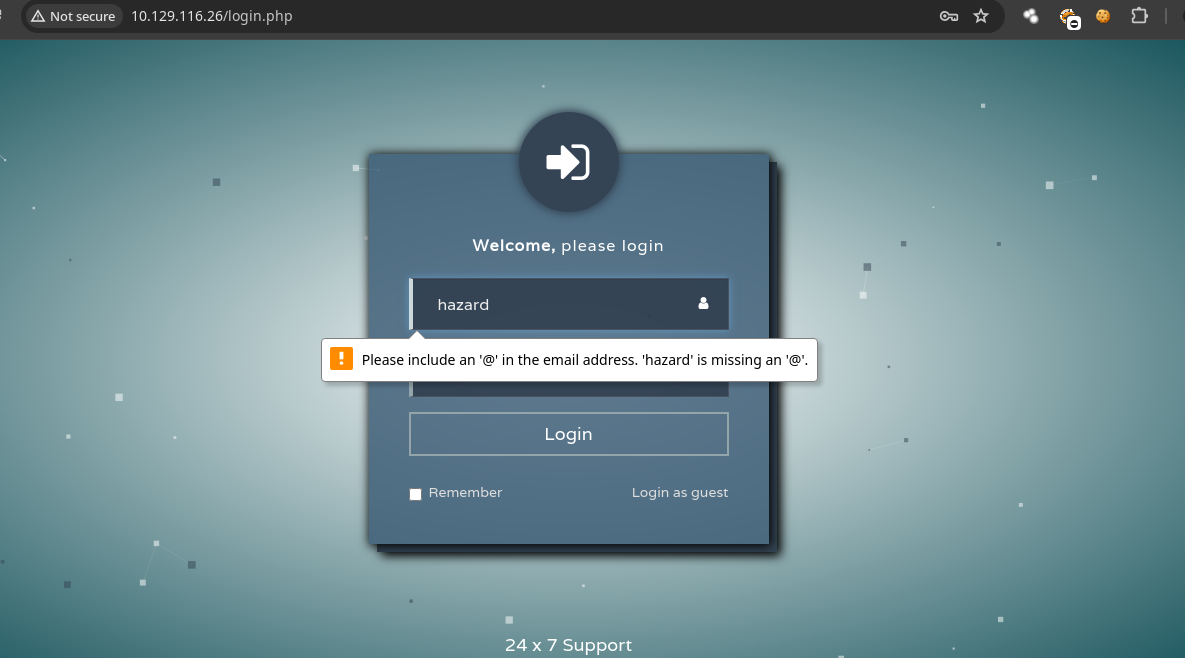 Not secure 10.129.116.26/login.php
Welcome, please login
hazard
Please include an '@' in the email address. 'hazard' is missing an '@'.
Login
Remember Login as guest
24 x 7 Support